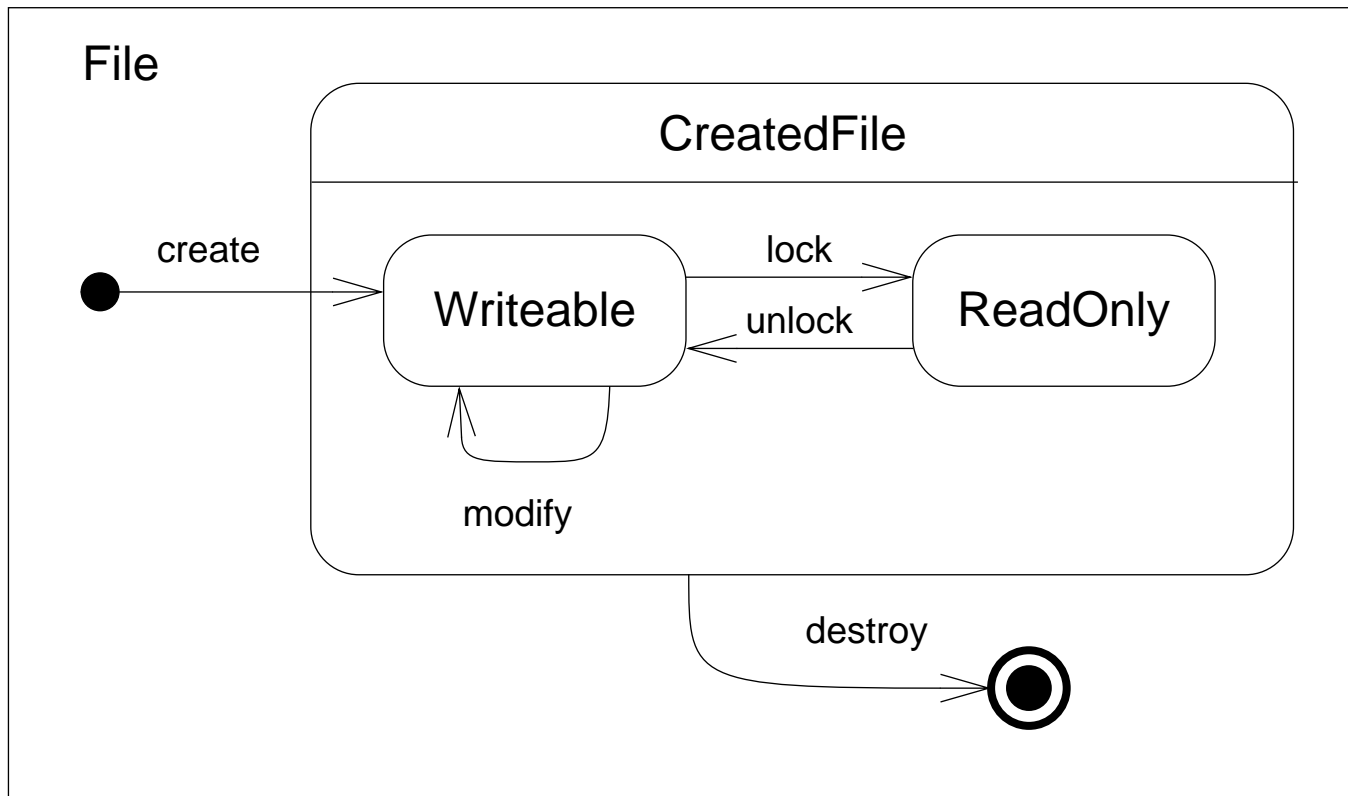 File
CreatedFile
create
lock
Writeable
unlock
ReadOnly
modify
destroy